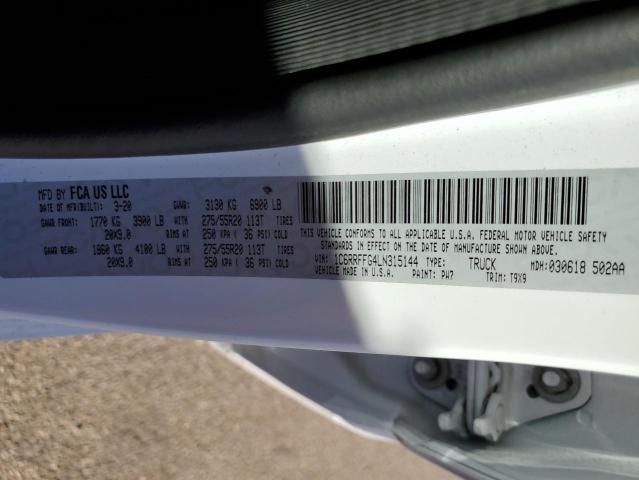 MFD BY FCA US LLC
DATE OF MFR(BUILT): 3-20 GVWR: 3130 KG 6900 LB
GAWR FRONT: 1770 KG 3900 LB WITH 275/55R20 113T TIRES
20X9.0 RIMS AT 250 KPA ( 36 PSI) COLD
GAWR REAR: 1860 KG 4100 LB WITH 275/55R20 113T TIRES
20X9.0 RIMS AT 250 KPA ( 36 PSI) COLD
THIS VEHICLE CONFORMS TO ALL APPLICABLE U.S.A. FEDERAL MOTOR VEHICLE SAFETY
STANDARDS IN EFFECT ON THE DATE OF MANUFACTURE SHOWN ABOVE.
VIN: 1C6RRFFG4LN315144 TYPE: TRUCK MDH: 030618 502AA
VEHICLE MADE IN U.S.A. PAINT: PW7 TRIM: T9X9